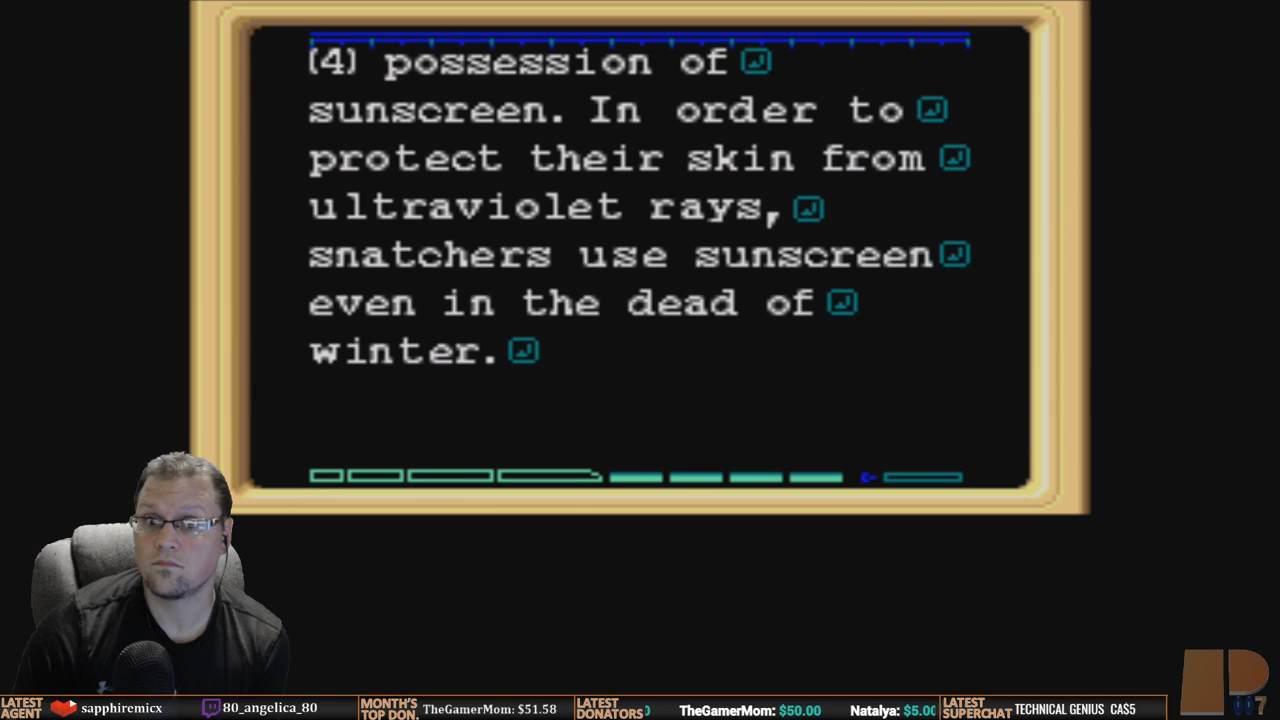 (4) possession of
sunscreen. In order to
protect their skin from
ultraviolet rays,
snatchers use sunscreen
even in the dead of
winter.
LATEST AGENT
sapphiremicx
80_angelica_80
MONTH'S TOP DON.
TheGamerMom: $51.58
LATEST DONATORS
TheGamerMom: $50.00
Natalya: $5.00
LATEST SUPERCHAT
TECHNICAL GENIUS CA$5